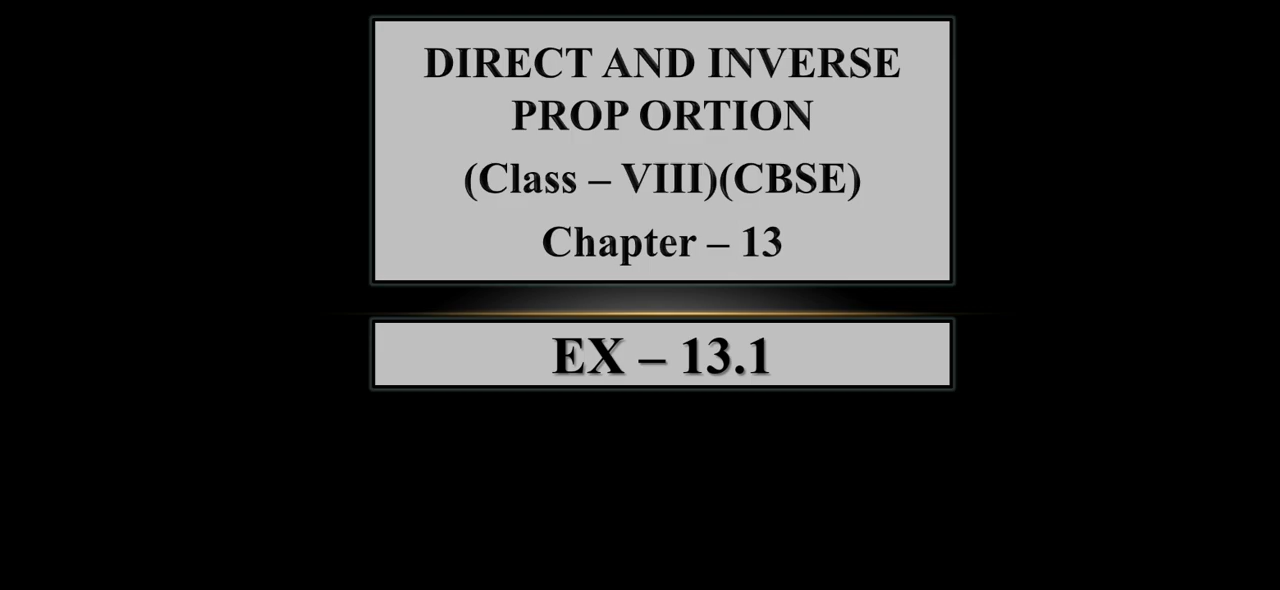 DIRECT AND INVERSE
PROP ORTION
(Class – VIII)(CBSE)
Chapter – 13
EX – 13.1